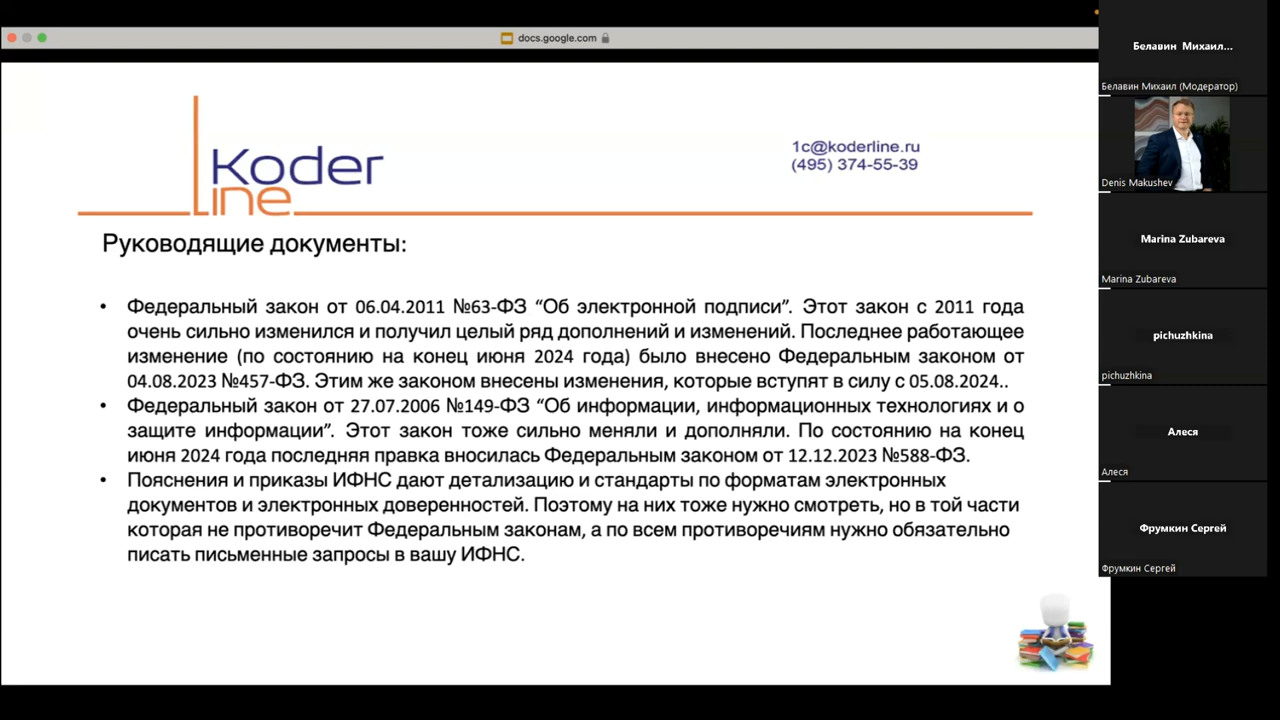 docs.google.com
Koder
line
1c@koderline.ru
(495) 374-55-39
Руководящие документы:
• Федеральный закон от 06.04.2011 №63-ФЗ “Об электронной подписи”. Этот закон с 2011 года
очень сильно изменился и получил целый ряд дополнений и изменений. Последнее работающее
изменение (по состоянию на конец июня 2024 года) было внесено Федеральным законом от
04.08.2023 №457-ФЗ. Этим же законом внесены изменения, которые вступят в силу с 05.08.2024..
• Федеральный закон от 27.07.2006 №149-ФЗ “Об информации, информационных технологиях и о
защите информации”. Этот закон тоже сильно меняли и дополняли. По состоянию на конец
июня 2024 года последняя правка вносилась Федеральным законом от 12.12.2023 №588-ФЗ.
• Пояснения и приказы ИФНС дают детализацию и стандарты по форматам электронных
документов и электронных доверенностей. Поэтому на них тоже нужно смотреть, но в той части
которая не противоречит Федеральным законам, а по всем противоречиям нужно обязательно
писать письменные запросы в вашу ИФНС.
Белавин Михаил...
Белавин Михаил (Модератор)
Denis Makushev
Marina Zubareva
Marina Zubareva
pichuzhkina
pichuzhkina
Алеся
Алеся
Фрумкин Сергей
Фрумкин Сергей